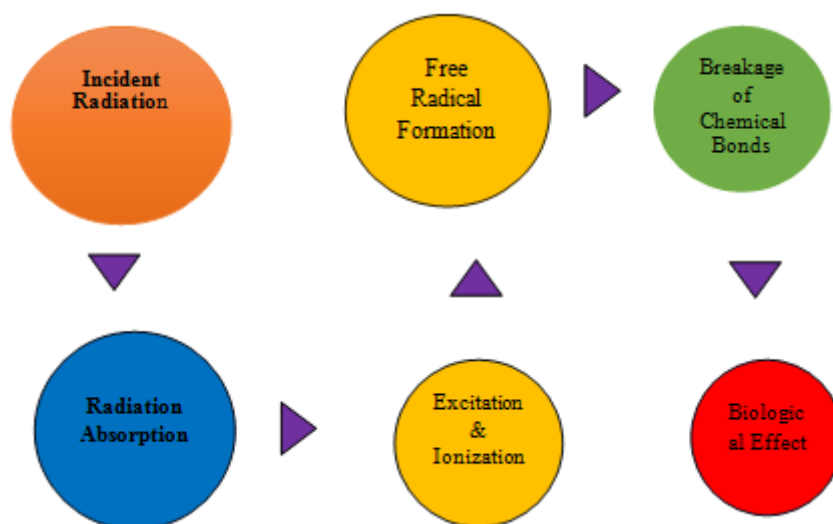 Incident
Radiation
Radiation
Absorption
Excitation
&
Ionization
Free
Radical
Formation
Breakage
of
Chemical
Bonds
Biologic
al Effect